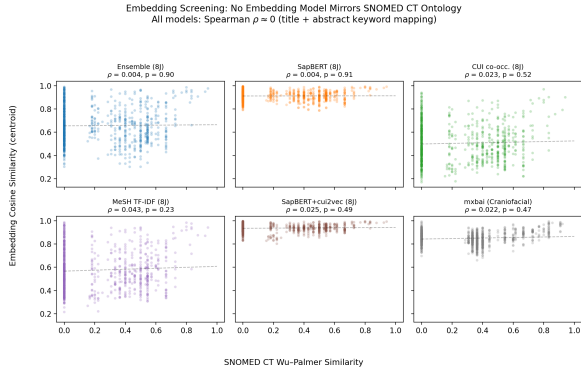 Embedding Screening: No Embedding Model Mirrors SNOMED CT Ontology
All models: Spearman ρ ≈ 0 (title + abstract keyword mapping)
Ensemble (8J)
ρ = 0.004, p = 0.90
SapBERT (8J)
ρ = 0.004, p = 0.91
CUI co-occ. (8J)
ρ = 0.023, p = 0.52
1.0
0.8
0.6
0.4
0.2
MeSH TF-IDF (8J)
ρ = 0.043, p = 0.23
SapBERT+cui2vec (8J)
ρ = 0.025, p = 0.49
mxbai (Craniofacial)
ρ = 0.022, p = 0.47
1.0
0.8
0.6
0.4
0.2
0.0 0.2 0.4 0.6 0.8 1.0
0.0 0.2 0.4 0.6 0.8 1.0
0.0 0.2 0.4 0.6 0.8 1.0
Embedding Cosine Similarity (centroid)
SNOMED CT Wu–Palmer Similarity